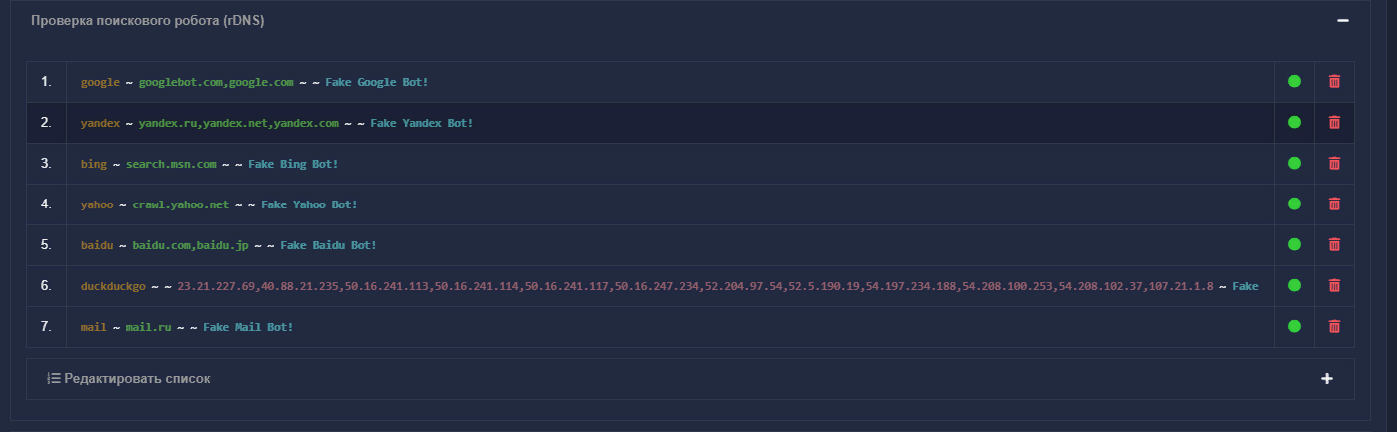 Проверка поискового робота (rDNS)
1. google ~ googlebot.com,google.com ~ ~ Fake Google Bot!
2. yandex ~ yandex.ru,yandex.net,yandex.com ~ ~ Fake Yandex Bot!
3. bing ~ search.msn.com ~ ~ Fake Bing Bot!
4. yahoo ~ crawl.yahoo.net ~ ~ Fake Yahoo Bot!
5. baidu ~ baidu.com,baidu.jp ~ ~ Fake Baidu Bot!
6. duckduckgo ~ ~ 23.21.227.69,40.88.21.235,50.16.241.113,50.16.241.114,50.16.241.117,50.16.247.234,52.204.97.54,52.5.190.19,54.197.234.188,54.208.100.253,54.208.102.37,107.21.1.8 ~ Fake
7. mail ~ mail.ru ~ ~ Fake Mail Bot!
Редактировать список